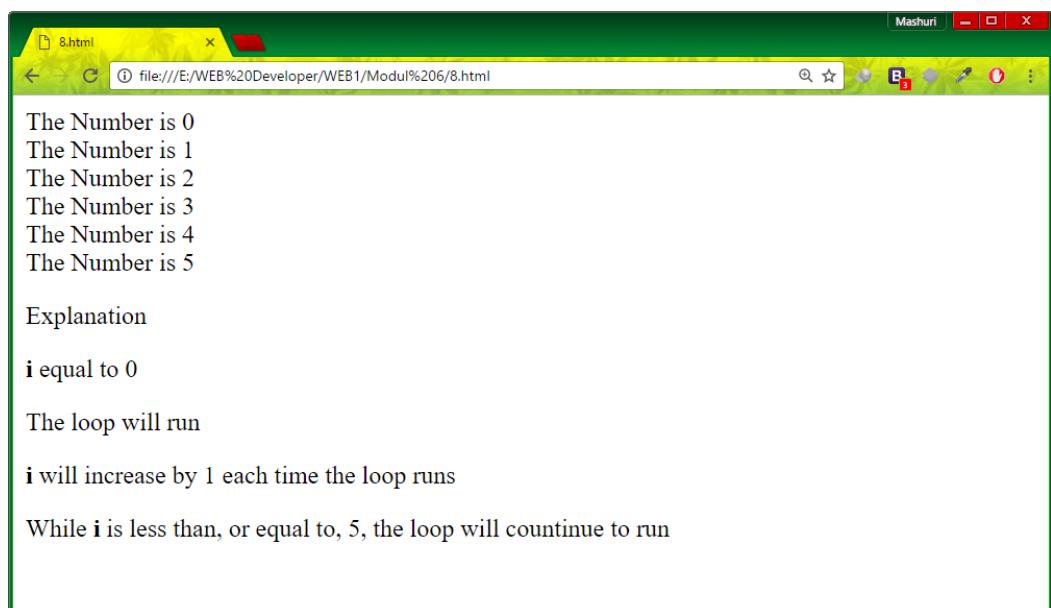 Mashuri
8.html
file:///E:/WEB%20Developer/WEB1/Modul%206/8.html
B
3
The Number is 0
The Number is 1
The Number is 2
The Number is 3
The Number is 4
The Number is 5
Explanation
i equal to 0
The loop will run
i will increase by 1 each time the loop runs
While i is less than, or equal to, 5, the loop will countinue to run